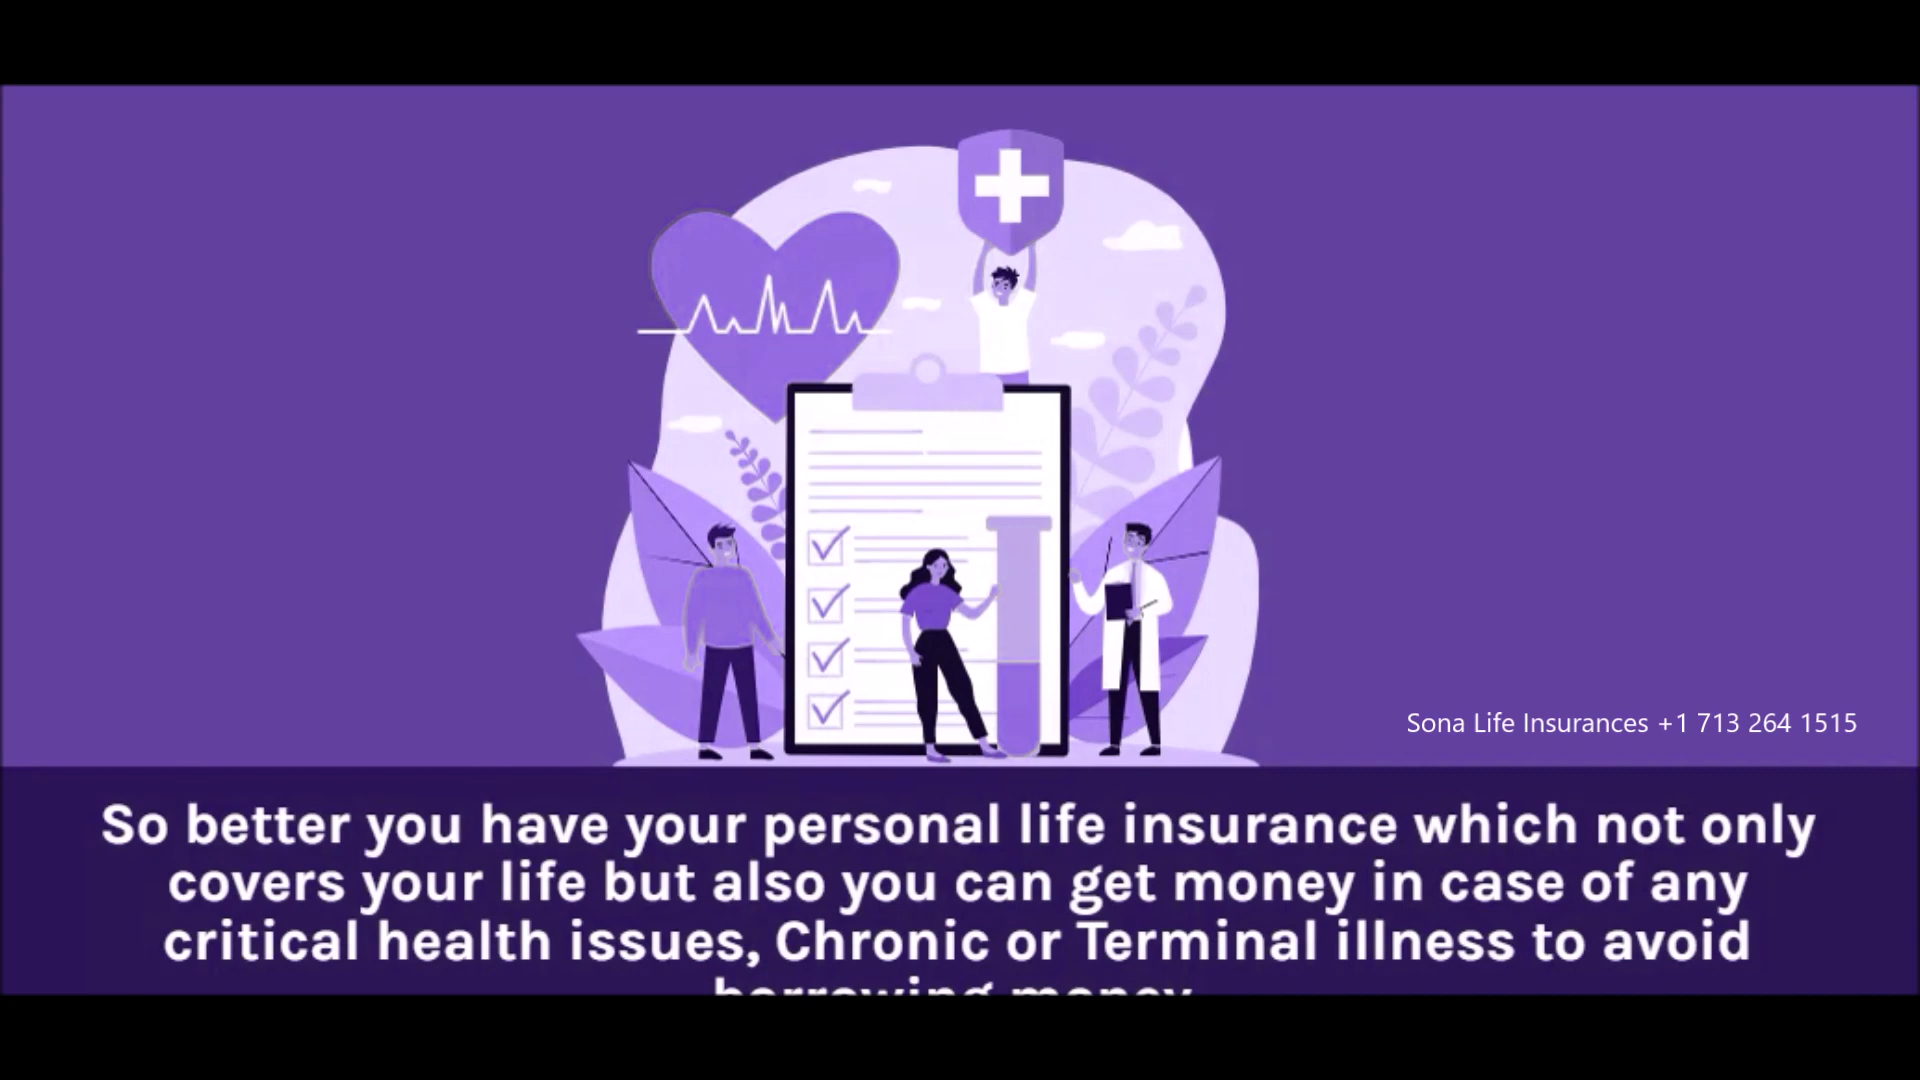 Sona Life Insurances +1 713 264 1515
So better you have your personal life insurance which not only
covers your life but also you can get money in case of any
critical health issues, Chronic or Terminal illness to avoid
borrowing money